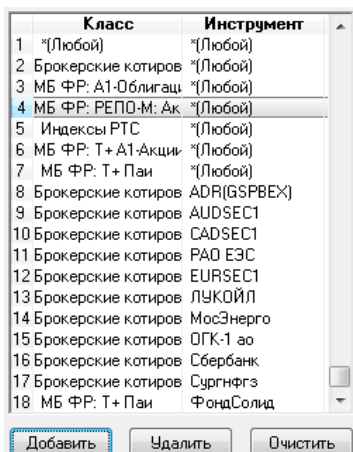 Класс Инструмент
1 *(Любой) *(Любой)
2 Брокерские котиров *(Любой)
3 МБ ФР: А1-Облигаци *(Любой)
4 МБ ФР: РЕПО-М: Ак *(Любой)
5 Индексы РТС *(Любой)
6 МБ ФР: Т+ А1-Акции *(Любой)
7 МБ ФР: Т+ Паи *(Любой)
8 Брокерские котиров ADR(GSPBEX)
9 Брокерские котиров AUDSEC1
10 Брокерские котиров CADSEC1
11 Брокерские котиров РАО ЕЭС
12 Брокерские котиров EURSEC1
13 Брокерские котиров ЛУКОЙЛ
14 Брокерские котиров МосЭнерго
15 Брокерские котиров ОГК-1 ао
16 Брокерские котиров Сбербанк
17 Брокерские котиров Сургнфгз
18 МБ ФР: Т+ Паи ФондСолид
Добавить Удалить Очистить